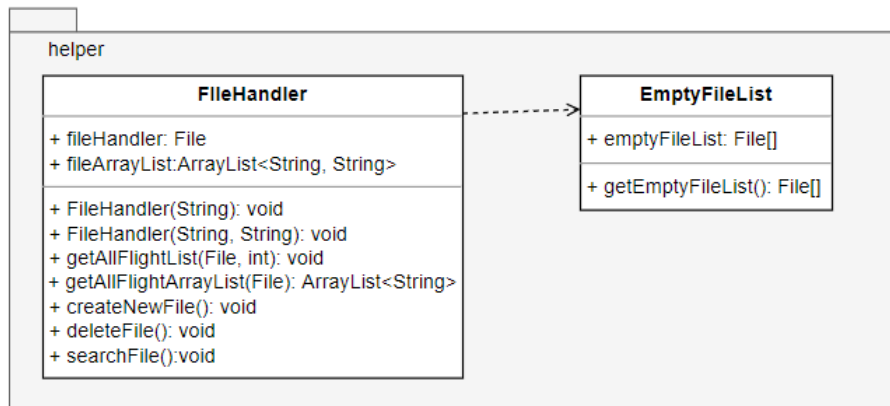 helper
FIleHandler
+ fileHandler: File
+ fileArrayList:ArrayList<String, String>
+ FileHandler(String): void
+ FileHandler(String, String): void
+ getAllFlightList(File, int): void
+ getAllFlightArrayList(File): ArrayList<String>
+ createNewFile(): void
+ deleteFile(): void
+ searchFile():void
EmptyFileList
+ emptyFileList: File[]
+ getEmptyFileList(): File[]